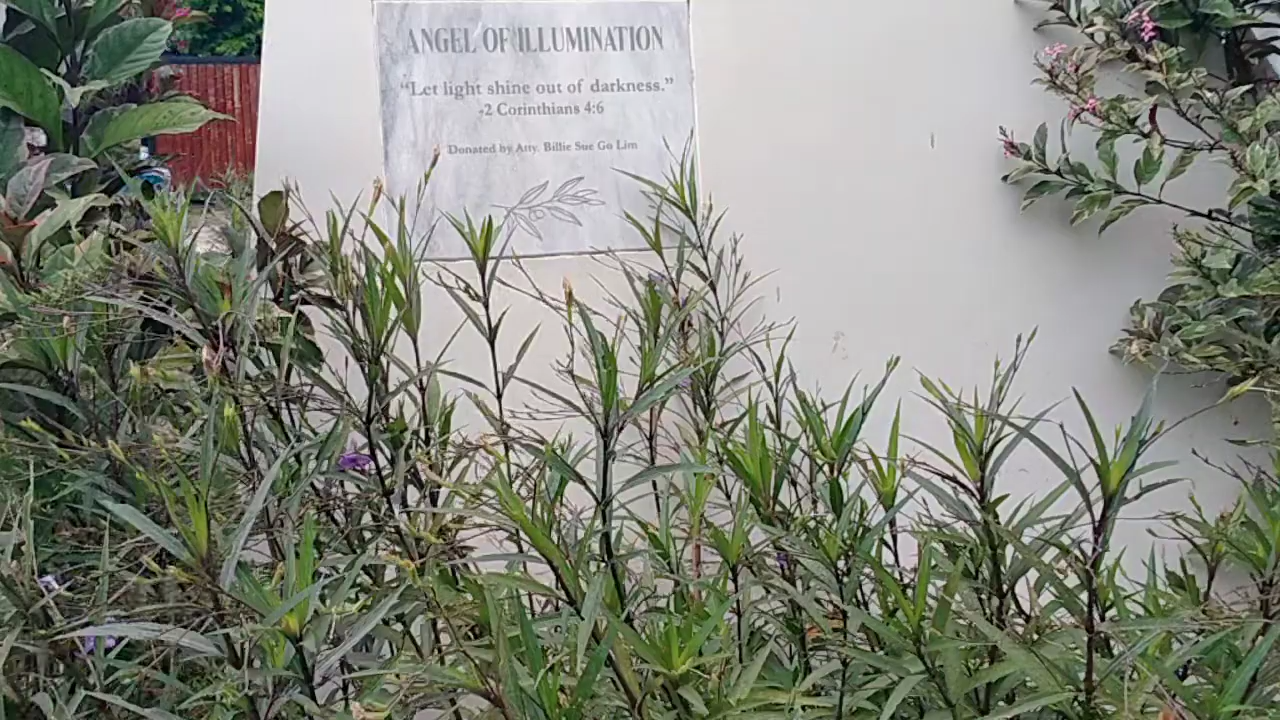 ANGEL OF ILLUMINATION
“Let light shine out of darkness.”
-2 Corinthians 4:6
Donated by Atty. Billie Sue Go Lim